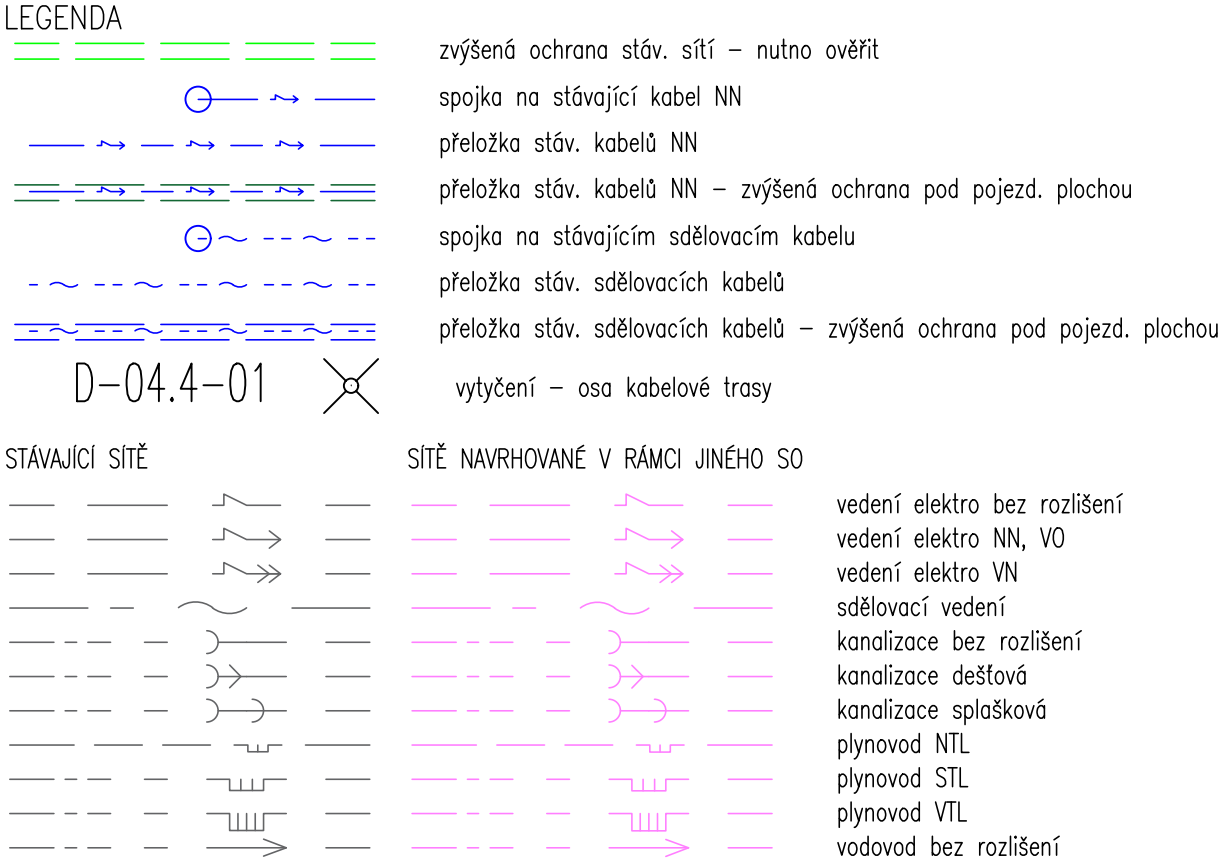 LEGENDA
zvýšená ochrana stáv. sítí – nutno ověřit
spojka na stávající kabel NN
přeložka stáv. kabelů NN
přeložka stáv. kabelů NN – zvýšená ochrana pod pojezd. plochou
spojka na stávajícím sdělovacím kabelu
přeložka stáv. sdělovacích kabelů
přeložka stáv. sdělovacích kabelů – zvýšená ochrana pod pojezd. plochou
D–04.4–01 vytyčení – osa kabelové trasy
STÁVAJÍCÍ SÍTĚ SÍTĚ NAVRHOVANÉ V RÁMCI JINÉHO SO
vedení elektro bez rozlišení
vedení elektro NN, VO
vedení elektro VN
sdělovací vedení
kanalizace bez rozlišení
kanalizace dešťová
kanalizace splašková
plynovod NTL
plynovod STL
plynovod VTL
vodovod bez rozlišení